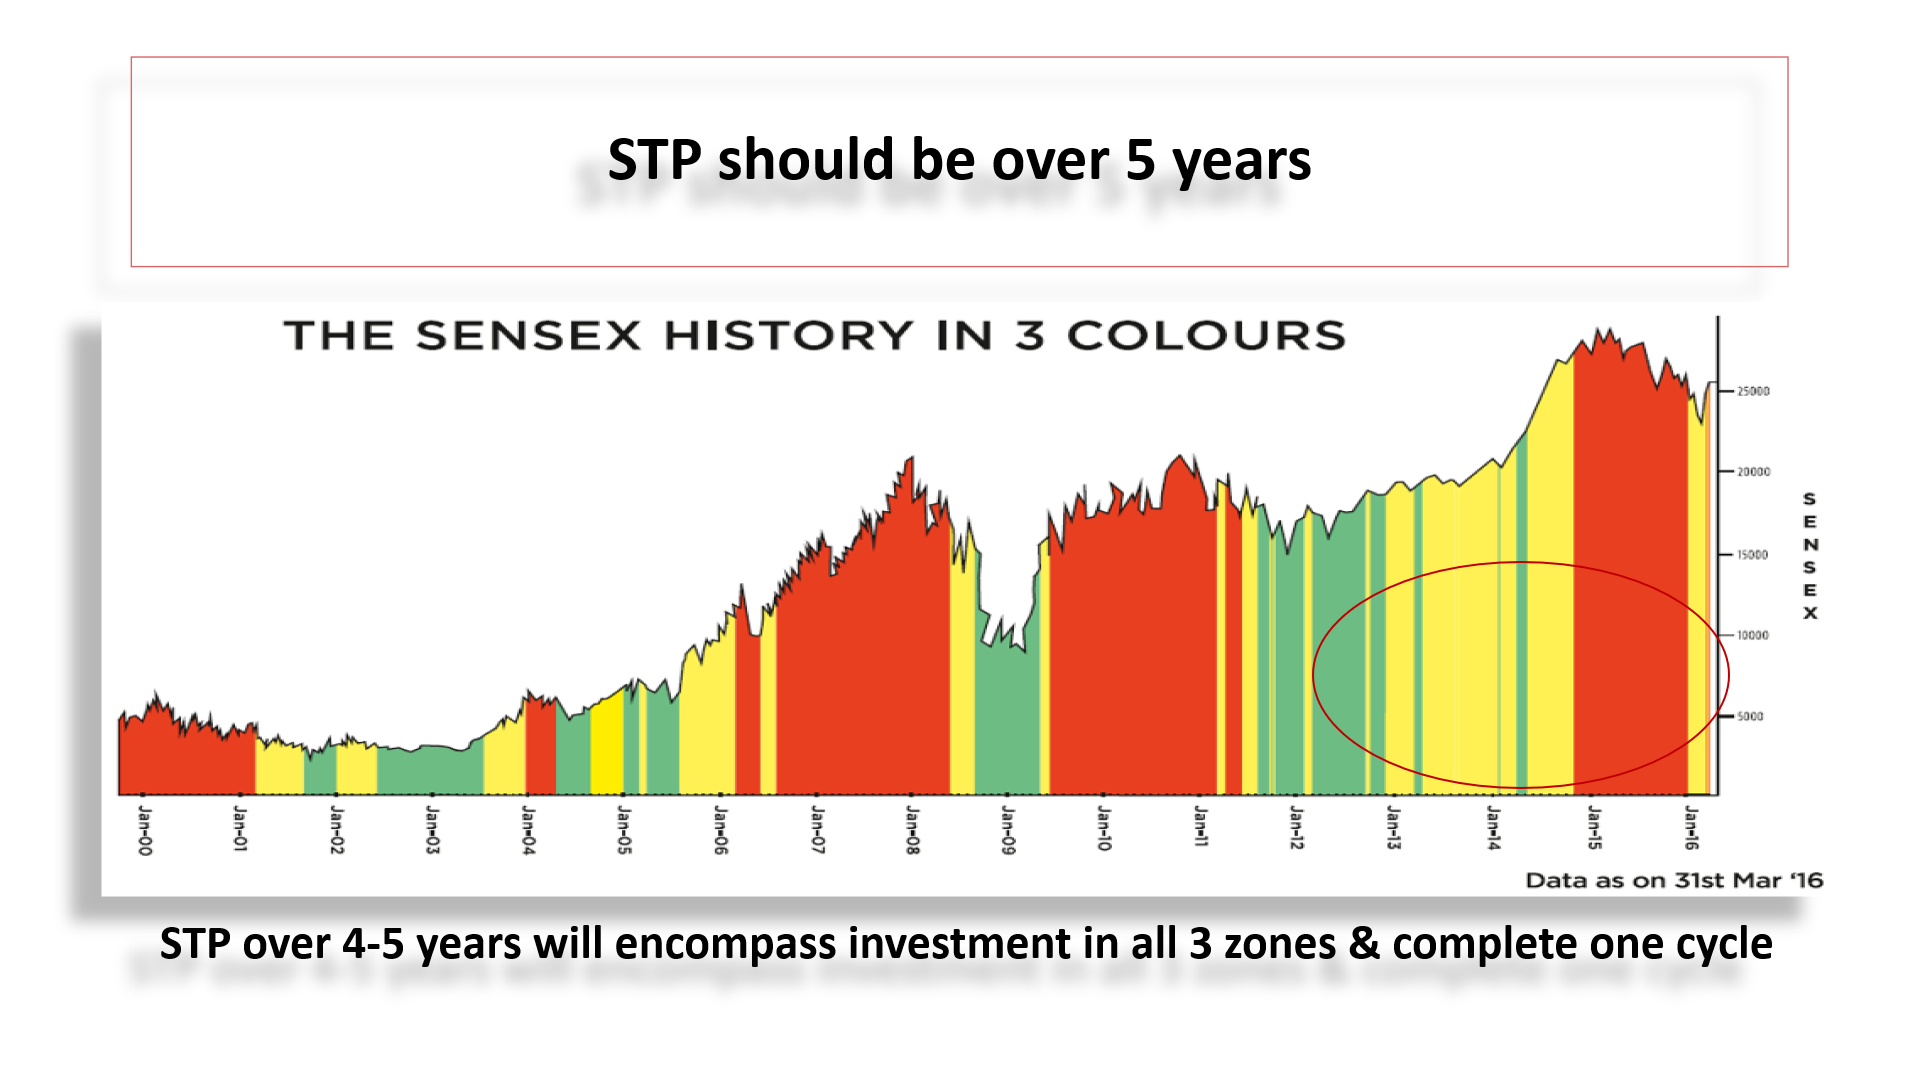 STP should be over 5 years
THE SENSEX HISTORY IN 3 COLOURS
25000
20000
15000
10000
5000
SENSEX
Jan-00
Jan-01
Jan-02
Jan-03
Jan-04
Jan-05
Jan-06
Jan-07
Jan-08
Jan-09
Jan-10
Jan-11
Jan-12
Jan-13
Jan-14
Jan-15
Jan-16
Data as on 31st Mar ‘16
STP over 4-5 years will encompass investment in all 3 zones & complete one cycle